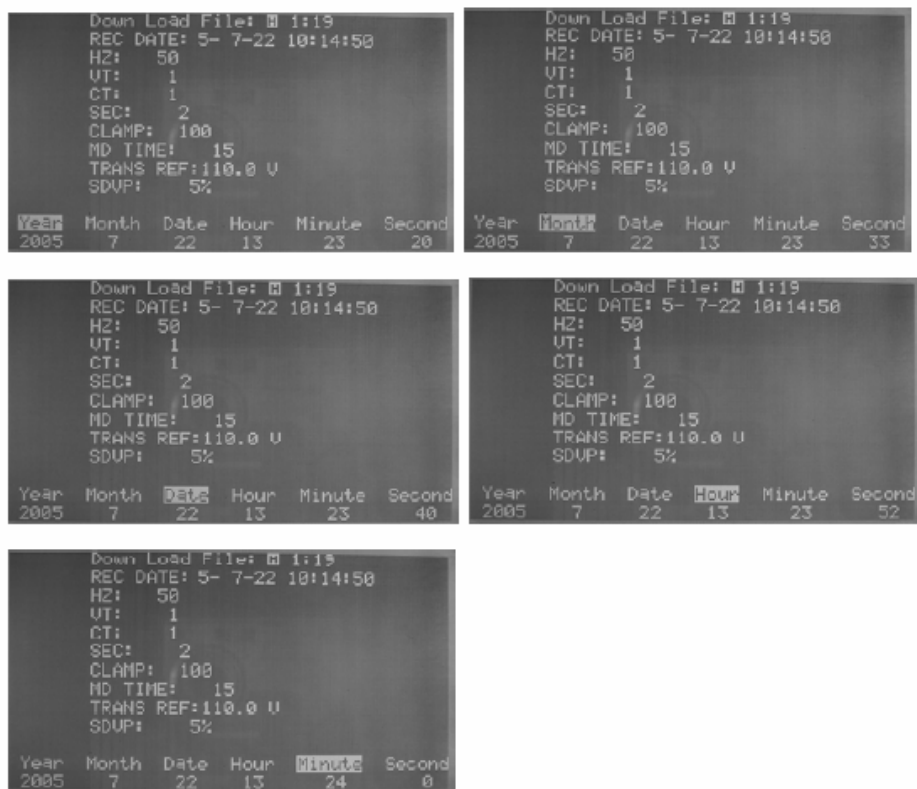 Down Load File: H 1:19
REC DATE: 5- 7-22 10:14:50
HZ: 50
VT: 1
CT: 1
SEC: 2
CLAMP: 100
MD TIME: 15
TRANS REF:110.0 V
SDVP: 5%
Year Month Date Hour Minute Second
2005 7 22 13 23 20
Down Load File: H 1:19
REC DATE: 5- 7-22 10:14:50
HZ: 50
VT: 1
CT: 1
SEC: 2
CLAMP: 100
MD TIME: 15
TRANS REF:110.0 V
SDVP: 5%
Year Month Date Hour Minute Second
2005 7 22 13 23 33
Down Load File: H 1:19
REC DATE: 5- 7-22 10:14:50
HZ: 50
VT: 1
CT: 1
SEC: 2
CLAMP: 100
MD TIME: 15
TRANS REF:110.0 V
SDVP: 5%
Year Month Date Hour Minute Second
2005 7 22 13 23 40
Down Load File: H 1:19
REC DATE: 5- 7-22 10:14:50
HZ: 50
VT: 1
CT: 1
SEC: 2
CLAMP: 100
MD TIME: 15
TRANS REF:110.0 V
SDVP: 5%
Year Month Date Hour Minute Second
2005 7 22 13 23 52
Down Load File: H 1:19
REC DATE: 5- 7-22 10:14:50
HZ: 50
VT: 1
CT: 1
SEC: 2
CLAMP: 100
MD TIME: 15
TRANS REF:110.0 V
SDVP: 5%
Year Month Date Hour Minute Second
2005 7 22 13 24 0